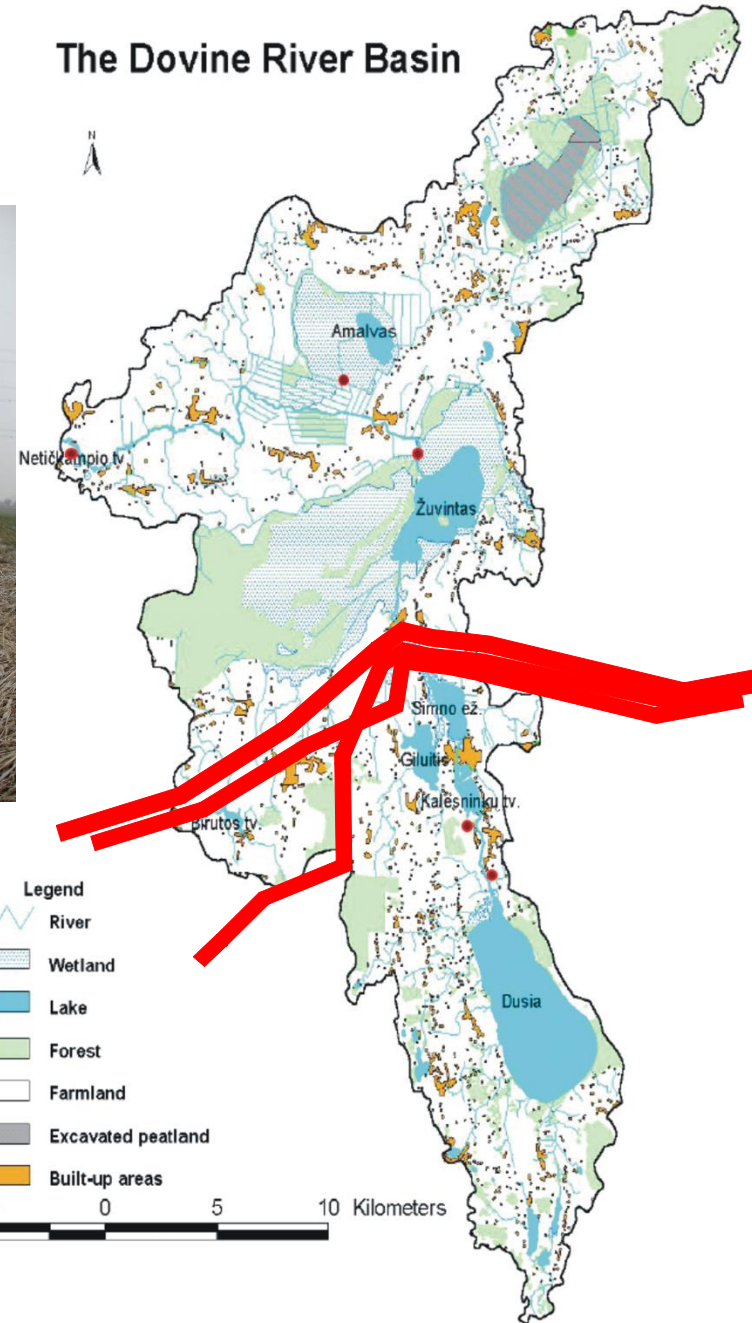 The Dovine River Basin
N
Amalvas
Netičkampio tv
Žuvintas
Simno ež.
Giluitis
Kalesninku tv.
Birutos tv.
Dusia
Legend
River
Wetland
Lake
Forest
Farmland
Excavated peatland
Built-up areas
0 5 10 Kilometers